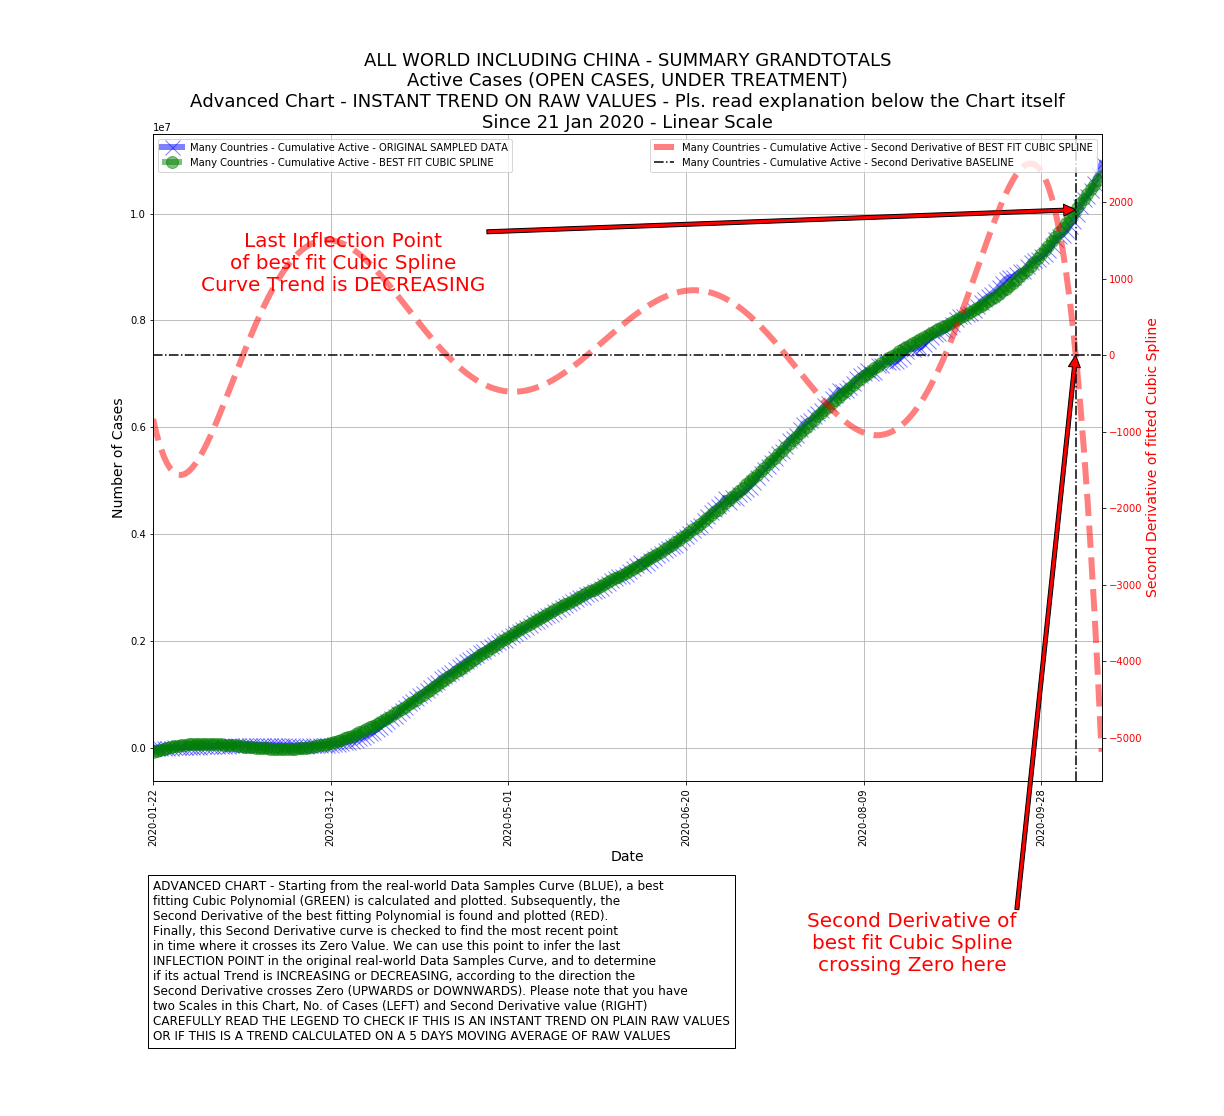 ALL WORLD INCLUDING CHINA - SUMMARY GRANDTOTALS
Active Cases (OPEN CASES, UNDER TREATMENT)
Advanced Chart - INSTANT TREND ON RAW VALUES - Pls. read explanation below the Chart itself
Since 21 Jan 2020 - Linear Scale
1e7
Many Countries - Cumulative Active - ORIGINAL SAMPLED DATA
Many Countries - Cumulative Active - BEST FIT CUBIC SPLINE
Many Countries - Cumulative Active - Second Derivative of BEST FIT CUBIC SPLINE
Many Countries - Cumulative Active - Second Derivative BASELINE
Last Inflection Point
of best fit Cubic Spline
Curve Trend is DECREASING
Number of Cases
1.0
0.8
0.6
0.4
0.2
0.0
2000
1000
0
−1000
−2000
−3000
−4000
−5000
Second Derivative of fitted Cubic Spline
2020-01-22
2020-03-12
2020-05-01
2020-06-20
2020-08-09
2020-09-28
Date
ADVANCED CHART - Starting from the real-world Data Samples Curve (BLUE), a best
fitting Cubic Polynomial (GREEN) is calculated and plotted. Subsequently, the
Second Derivative of the best fitting Polynomial is found and plotted (RED).
Finally, this Second Derivative curve is checked to find the most recent point
in time where it crosses its Zero Value. We can use this point to infer the last
INFLECTION POINT in the original real-world Data Samples Curve, and to determine
if its actual Trend is INCREASING or DECREASING, according to the direction the
Second Derivative crosses Zero (UPWARDS or DOWNWARDS). Please note that you have
two Scales in this Chart, No. of Cases (LEFT) and Second Derivative value (RIGHT)
CAREFULLY READ THE LEGEND TO CHECK IF THIS IS AN INSTANT TREND ON PLAIN RAW VALUES
OR IF THIS IS A TREND CALCULATED ON A 5 DAYS MOVING AVERAGE OF RAW VALUES
Second Derivative of
best fit Cubic Spline
crossing Zero here